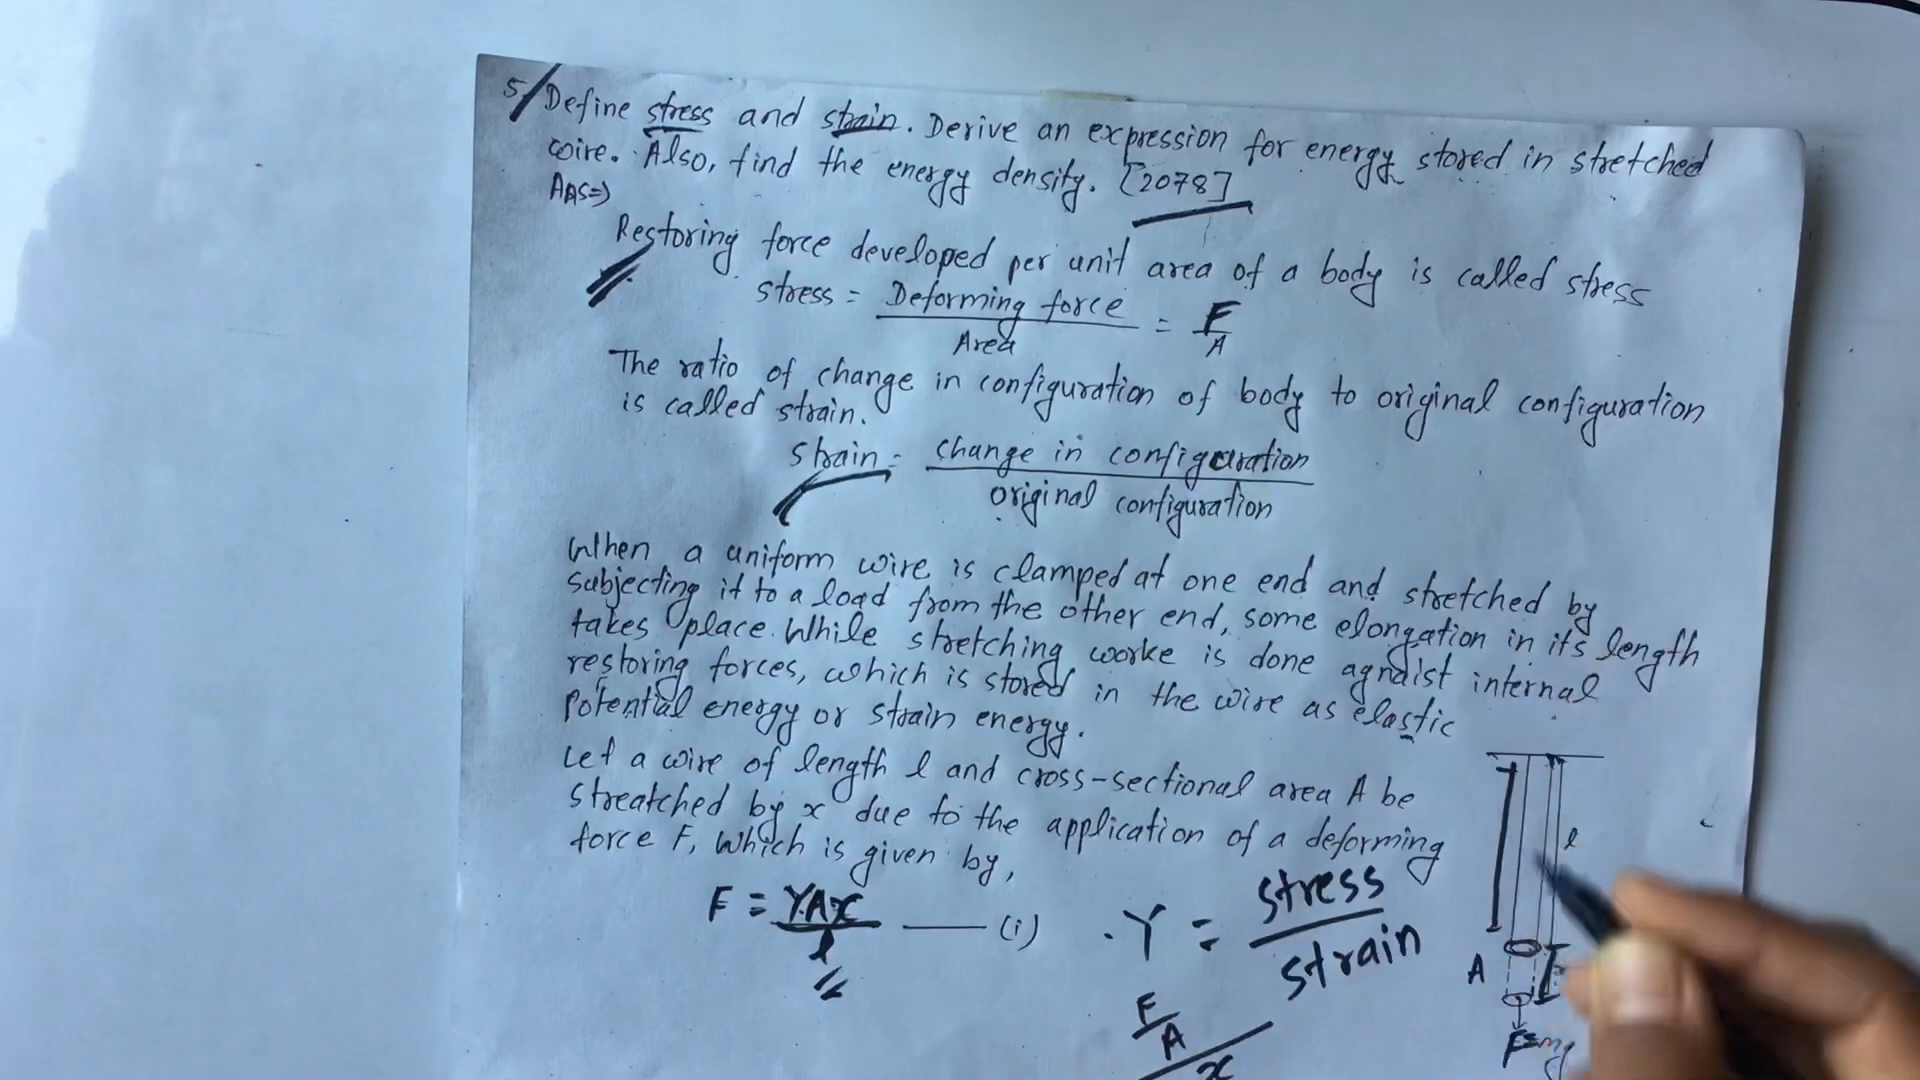 5. Define stress and strain. Derive an expression for energy stored in stretched
wire. Also, find the energy density. [2078]
Ans⇒)
Restoring force developed per unit area of a body is called stress
stress = Deforming force / Area = F / A
The ratio of change in configuration of body to original configuration
is called strain.
strain = change in configuration / original configuration
When a uniform wire is clamped at one end and stretched by
subjecting it to a load from the other end, some elongation in its length
takes place. While stretching worke is done agnaist internal
restoring forces, which is stored in the wire as elastic
potential energy or strain energy.
Let a wire of length l and cross-sectional area A be
streatched by x due to the application of a deforming
force F, which is given by,
F = YAx / l —— (i)
Y = stress / strain
F / A
x
l
A
F=mg